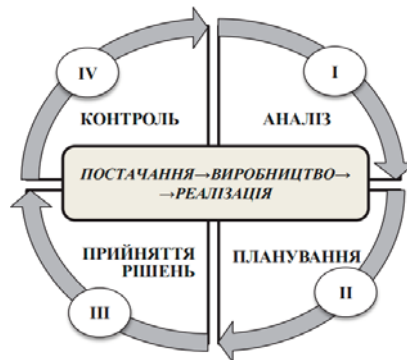 IV
I
КОНТРОЛЬ
АНАЛІЗ
ПОСТАЧАННЯ→ВИРОБНИЦТВО→
→РЕАЛІЗАЦІЯ
ПРИЙНЯТТЯ
РІШЕНЬ
ПЛАНУВАННЯ
III
II